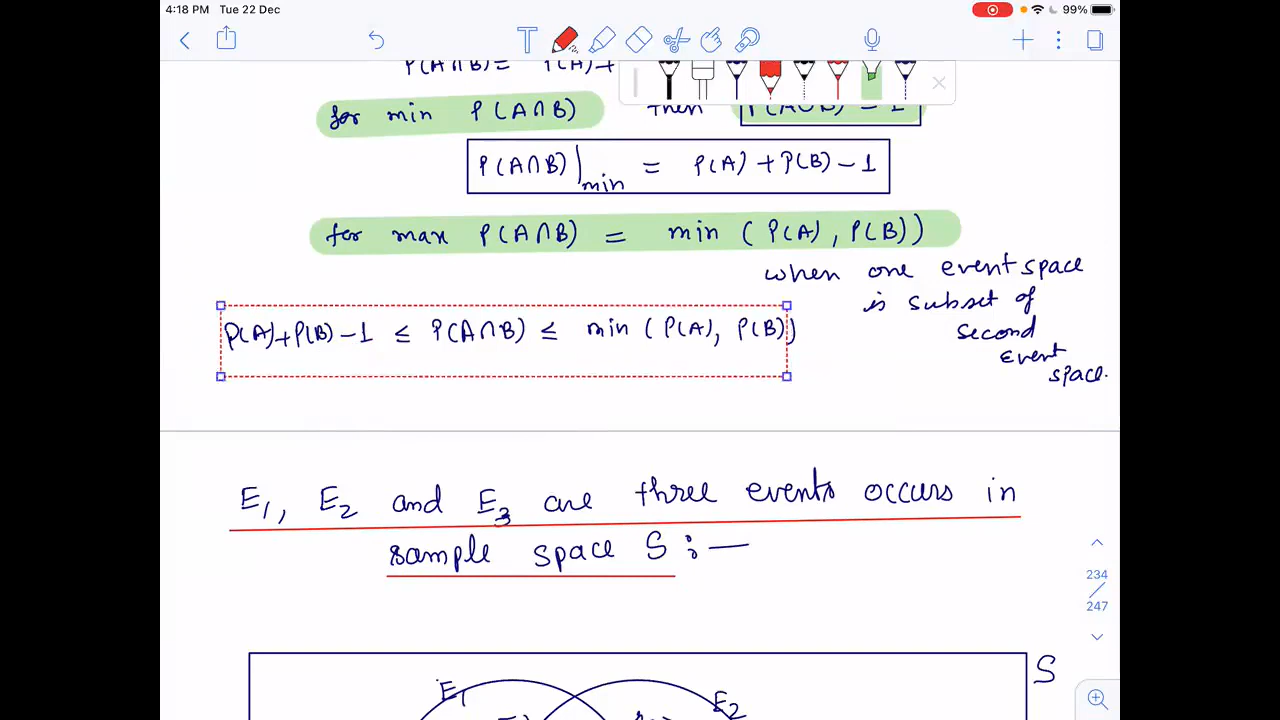 4:18 PM Tue 22 Dec
99%
P(A∩B) = P(A) +
for min P(A∩B) then P(A∪B) = 1
P(A∩B)|min = P(A) + P(B) - 1
for max P(A∩B) = min (P(A), P(B))
when one event space
is subset of
second
event
space.
P(A)+P(B)-1 ≤ P(A∩B) ≤ min (P(A), P(B))
E1, E2 and E3 are three events occurs in
sample space S :—
234
247
S
E1
E2